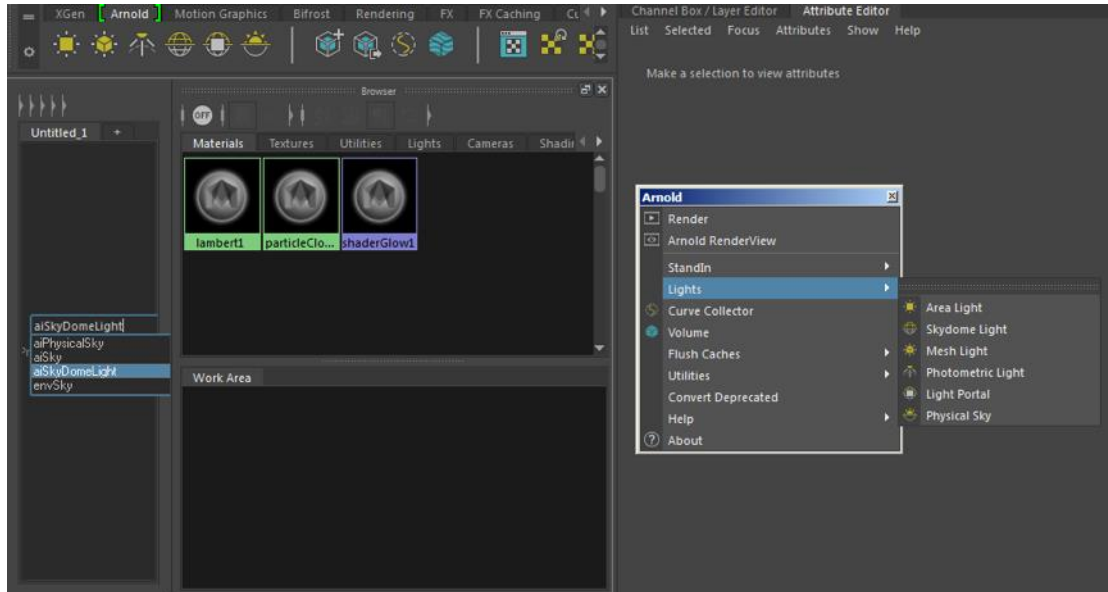 XGen Arnold Motion Graphics Bifrost Rendering FX FX Caching
Channel Box / Layer Editor Attribute Editor
List Selected Focus Attributes Show Help
Make a selection to view attributes
Browser
OFF
Untitled_1 +
Materials Textures Utilities Lights Cameras
lambert1 particleClo... shaderGlow1
aiSkyDomeLight
aiPhysicalSky
aiSky
aiSkyDomeLight
envSky
Work Area
Arnold
Render
Arnold RenderView
StandIn
Lights
Curve Collector
Volume
Flush Caches
Utilities
Convert Deprecated
Help
About
Area Light
Skydome Light
Mesh Light
Photometric Light
Light Portal
Physical Sky